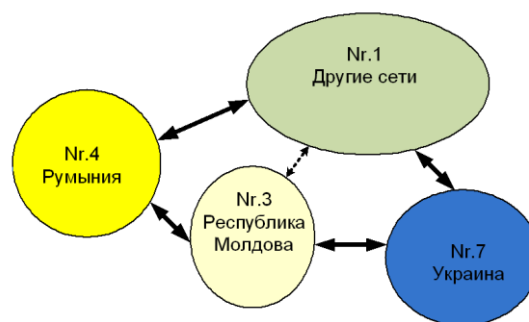 Nr.1
Другие сети
Nr.4
Румыния
Nr.3
Республика
Молдова
Nr.7
Украина